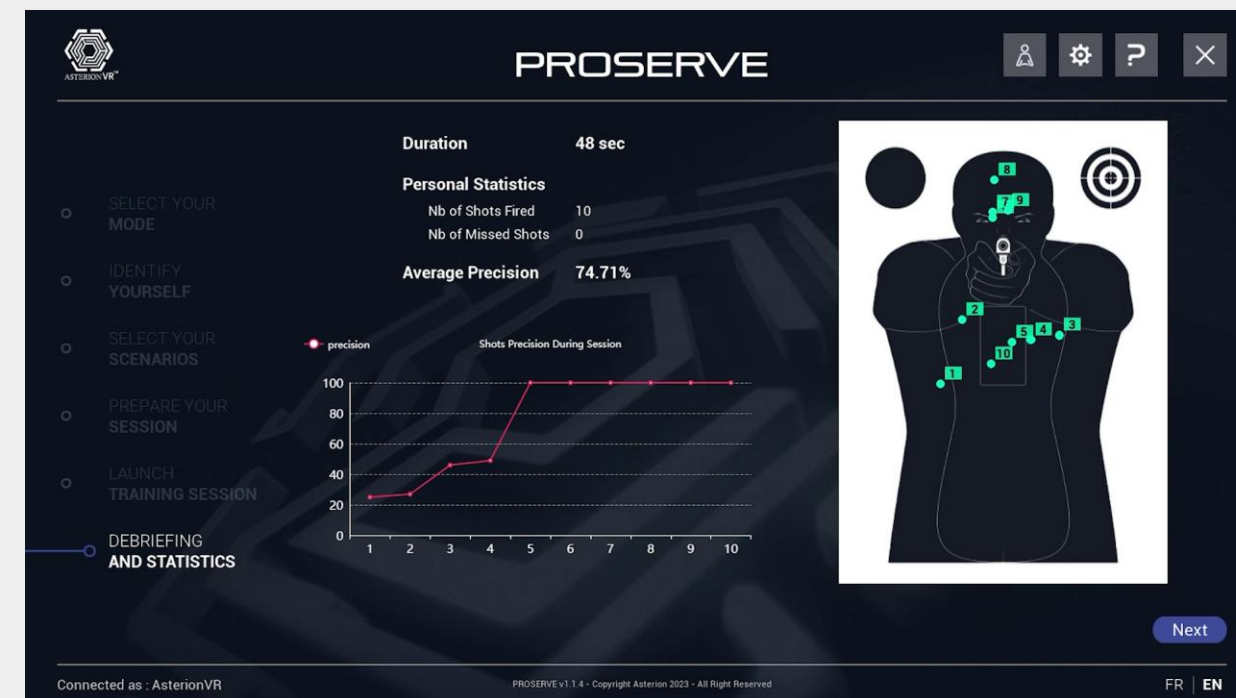 ASTERION VR™
PROSERVE
Duration 48 sec
Personal Statistics
Nb of Shots Fired 10
Nb of Missed Shots 0
Average Precision 74.71%
SELECT YOUR
MODE
IDENTIFY
YOURSELF
SELECT YOUR
SCENARIOS
PREPARE YOUR
SESSION
LAUNCH
TRAINING SESSION
DEBRIEFING
AND STATISTICS
precision
Shots Precision During Session
100
80
60
40
20
0
1 2 3 4 5 6 7 8 9 10
8
7 9
2
5 4 3
10
1
Next
Connected as : AsterionVR
PROSERVE v1.1.4 - Copyright Asterion 2023 - All Right Reserved
FR | EN